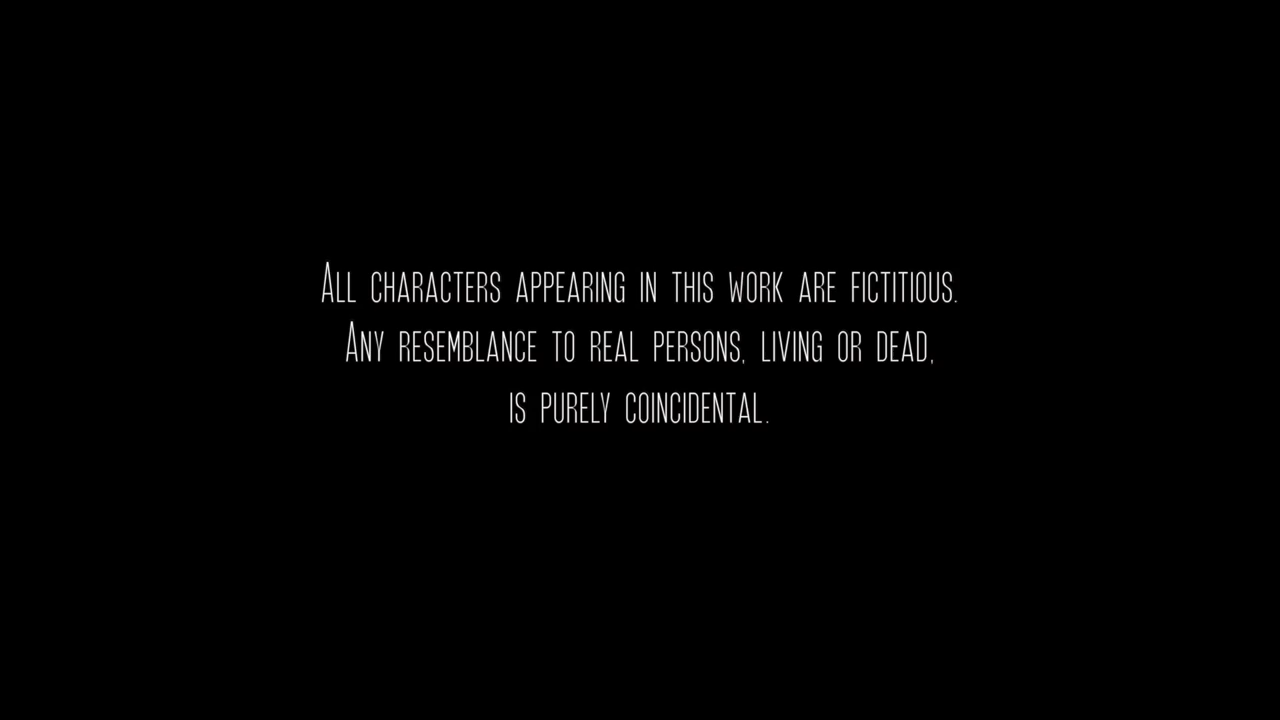 All characters appearing in this work are fictitious.
Any resemblance to real persons, living or dead,
is purely coincidental.